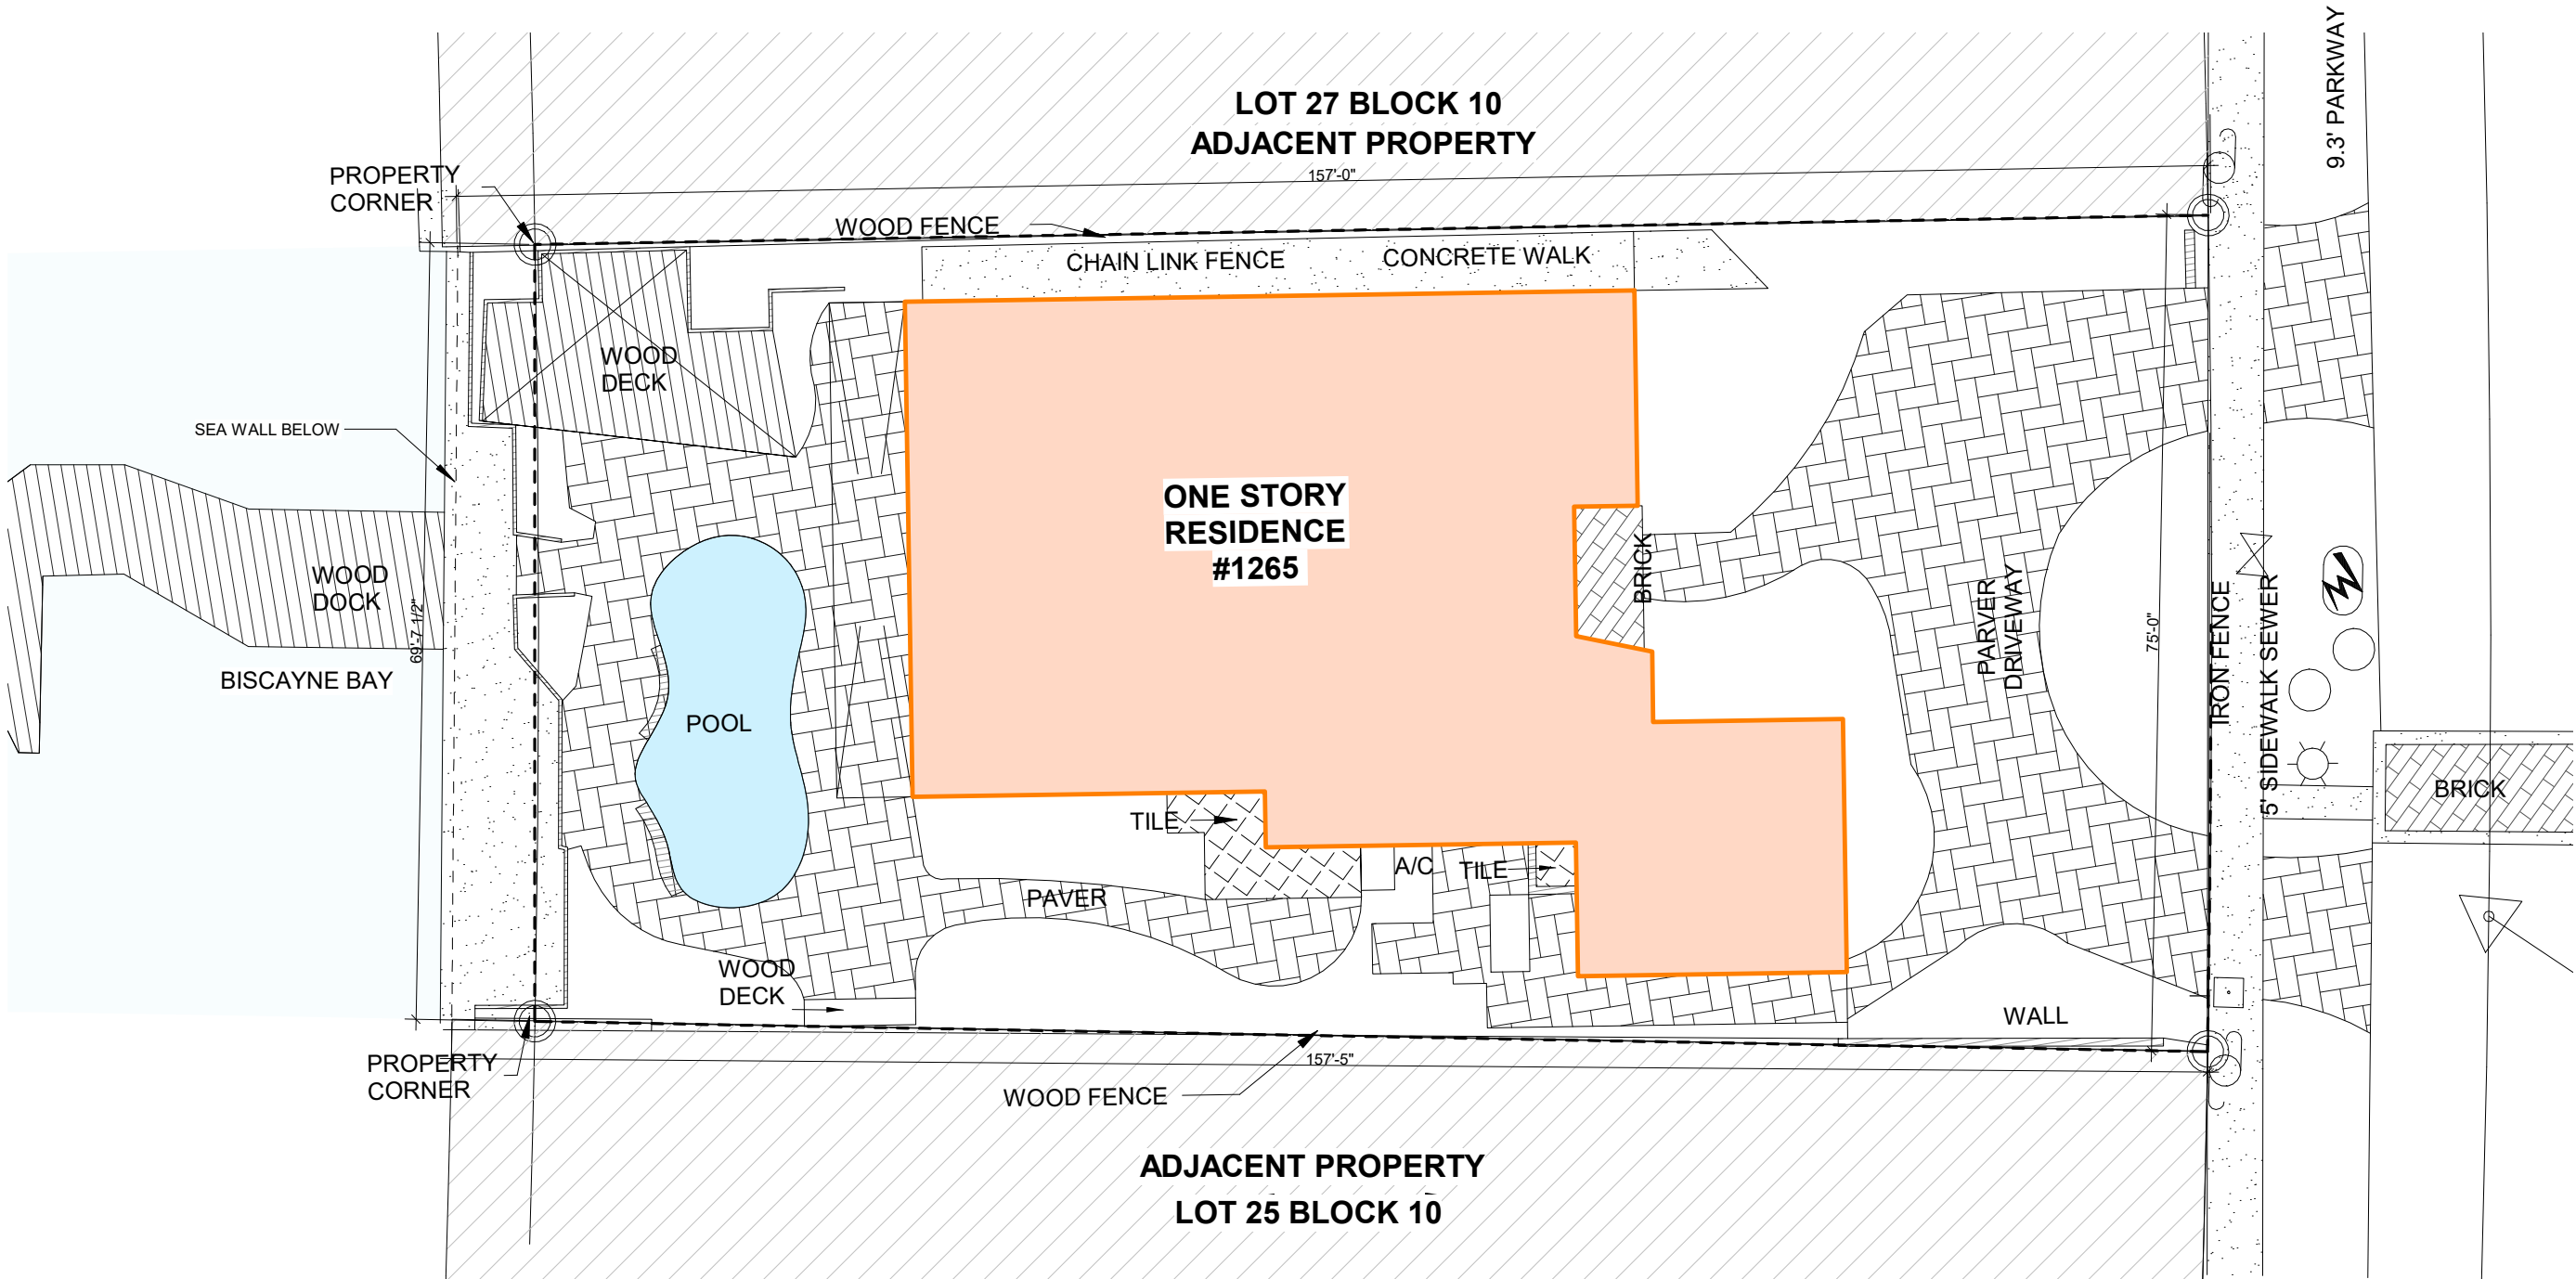 9.3' PARKWAY
LOT 27 BLOCK 10
ADJACENT PROPERTY
157'-0"
PROPERTY
CORNER
WOOD FENCE
CHAIN LINK FENCE
CONCRETE WALK
WOOD
DECK
SEA WALL BELOW
ONE STORY
RESIDENCE
#1265
BRICK
WOOD
DOCK
69'-7 1/2"
BISCAYNE BAY
POOL
PARVER
DRIVEWAY
75'-0"
IRON FENCE
5' SIDEWALK SEWER
BRICK
TILE
A/C
TILE
PAVER
WOOD
DECK
WALL
PROPERTY
CORNER
157'-5"
WOOD FENCE
ADJACENT PROPERTY
LOT 25 BLOCK 10